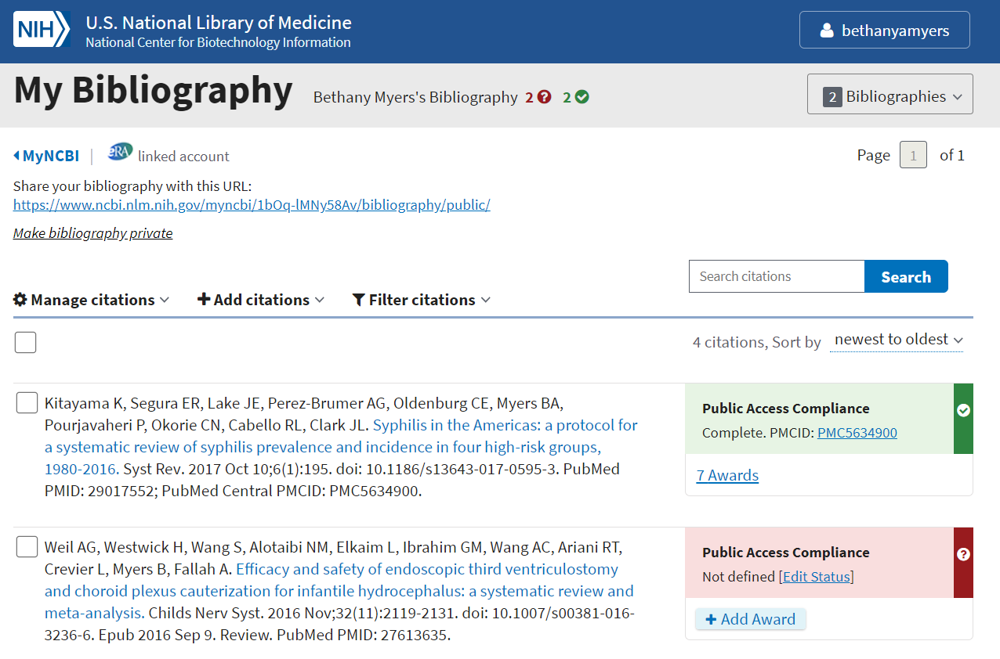 NIH
U.S. National Library of Medicine
National Center for Biotechnology Information
bethanyamyers
My Bibliography
Bethany Myers's Bibliography 2 ? 2
2 Bibliographies
MyNCBI | eRA linked account
Page 1 of 1
Share your bibliography with this URL:
https://www.ncbi.nlm.nih.gov/myncbi/1bOq-lMNy58Av/bibliography/public/
Make bibliography private
Search citations Search
Manage citations Add citations Filter citations
4 citations, Sort by newest to oldest
Kitayama K, Segura ER, Lake JE, Perez-Brumer AG, Oldenburg CE, Myers BA,
Pourjavaheri P, Okorie CN, Cabello RL, Clark JL. Syphilis in the Americas: a protocol for
a systematic review of syphilis prevalence and incidence in four high-risk groups,
1980-2016. Syst Rev. 2017 Oct 10;6(1):195. doi: 10.1186/s13643-017-0595-3. PubMed
PMID: 29017552; PubMed Central PMCID: PMC5634900.
Public Access Compliance
Complete. PMCID: PMC5634900
7 Awards
Weil AG, Westwick H, Wang S, Alotaibi NM, Elkaim L, Ibrahim GM, Wang AC, Ariani RT,
Crevier L, Myers B, Fallah A. Efficacy and safety of endoscopic third ventriculostomy
and choroid plexus cauterization for infantile hydrocephalus: a systematic review and
meta-analysis. Childs Nerv Syst. 2016 Nov;32(11):2119-2131. doi: 10.1007/s00381-016-
3236-6. Epub 2016 Sep 9. Review. PubMed PMID: 27613635.
Public Access Compliance
?
Not defined [Edit Status]
+ Add Award